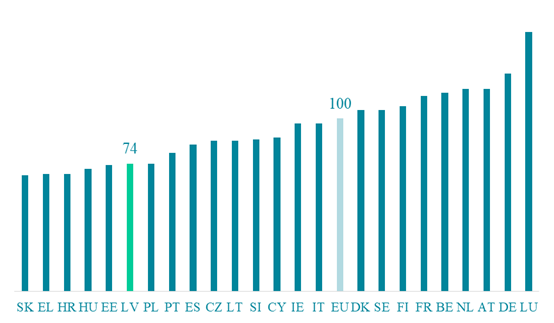 100
74
SK EL HR HU EE LV PL PT ES CZ LT SI CY IE IT EU DK SE FI FR BE NL AT DE LU